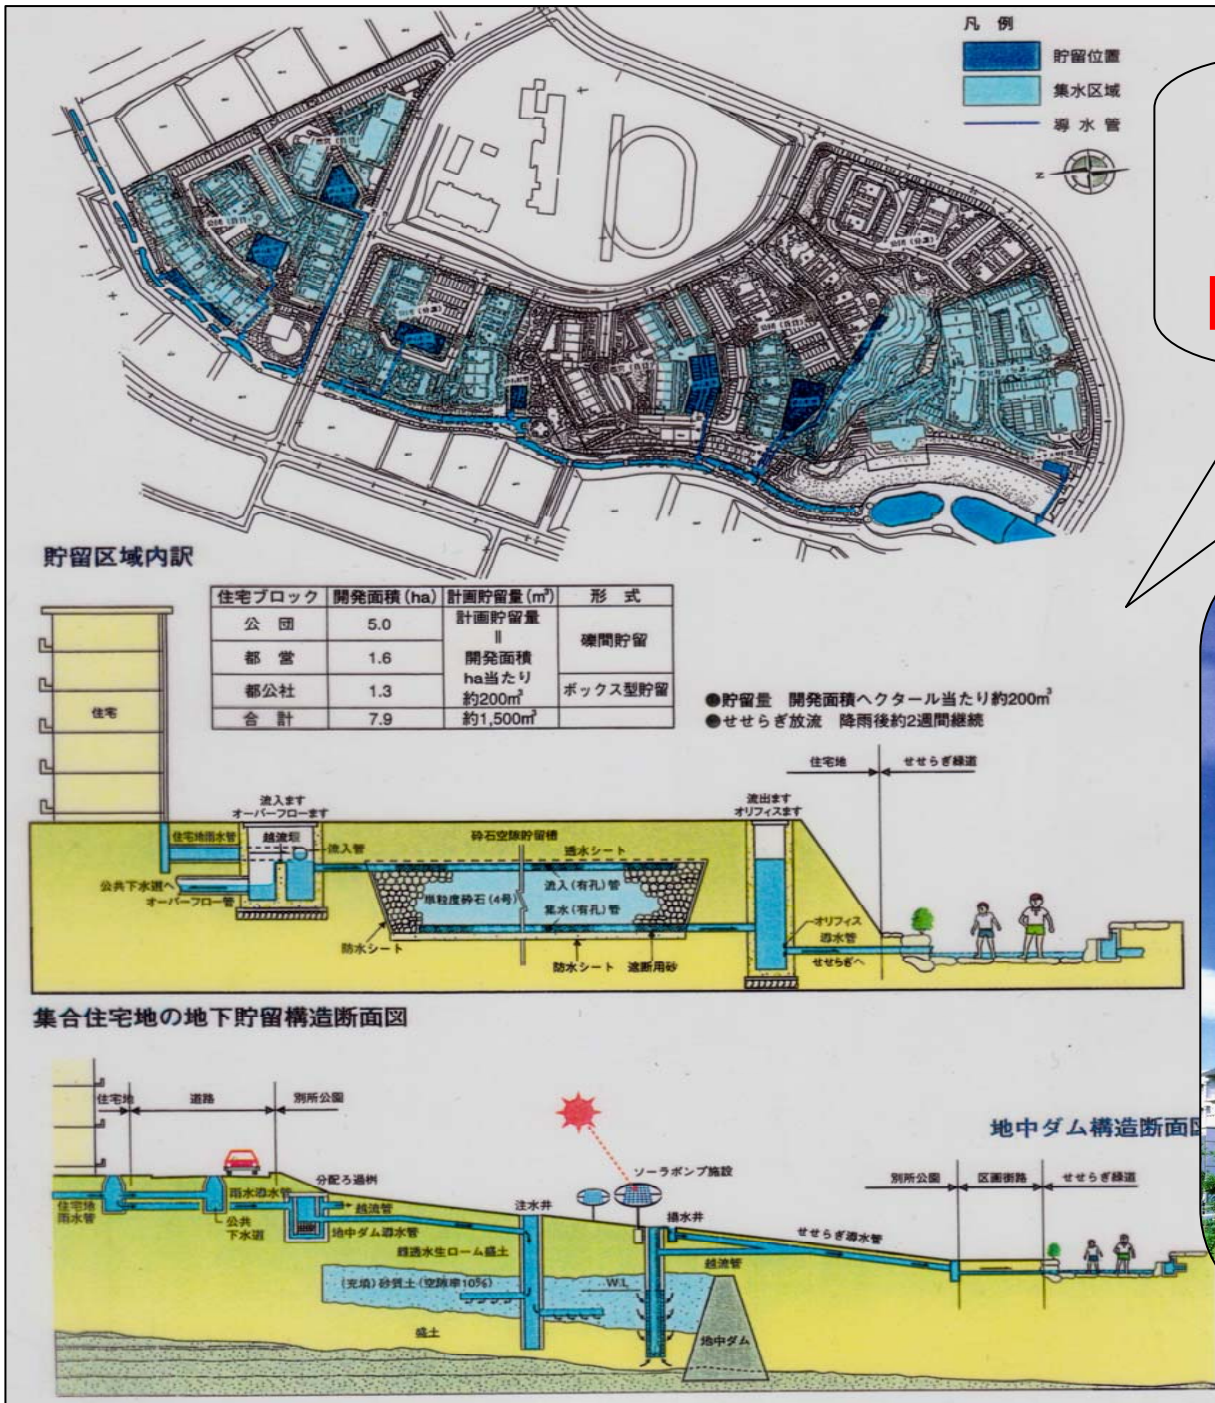 凡 例
貯留位置
集水区域
導 水 管
N
貯留区域内訳
住宅ブロック 開発面積(ha) 計画貯留量(㎥) 形 式
公 団 5.0 計画貯留量 礫間貯留
=
都 営 1.6 開発面積
ha当たり
都公社 1.3 約200㎥ ボックス型貯留
合 計 7.9 約1,500㎥
●貯留量 開発面積ヘクタール当たり約200㎥
●せせらぎ放流 降雨後約2週間継続
住宅
住宅地 せせらぎ緑道
流入ます
オーバーフローます
流出ます
オリフィスます
住宅地雨水管
越流堰
流入管
砕石空隙貯留槽
透水シート
公共下水道へ
オーバーフロー管
単粒度砕石(4号)
流入(有孔)管
集水(有孔)管
オリフィス
導水管
せせらぎへ
防水シート
防水シート
遮断用砂
集合住宅地の地下貯留構造断面図
住宅地 道路 別所公園
地中ダム構造断面図
ソーラポンプ施設
別所公園 区画街路 せせらぎ緑道
分配ろ過桝
雨水導水管
越流管
注水井
揚水井
せせらぎ導水管
住宅地
雨水管
公共
下水道
地中ダム導水管
難透水生ローム盛土
越流管
(充填)砂質土(空隙率10%)
W.L
盛土
地中ダム